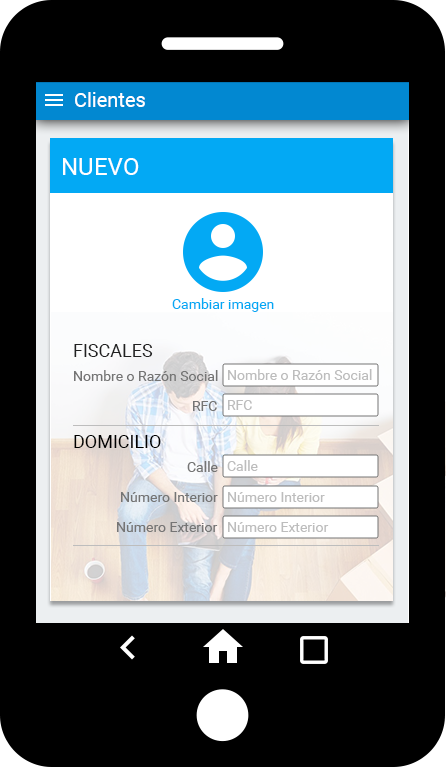 Clientes
NUEVO
Cambiar imagen
FISCALES
Nombre o Razón Social Nombre o Razón Social
RFC RFC
DOMICILIO
Calle Calle
Número Interior Número Interior
Número Exterior Número Exterior